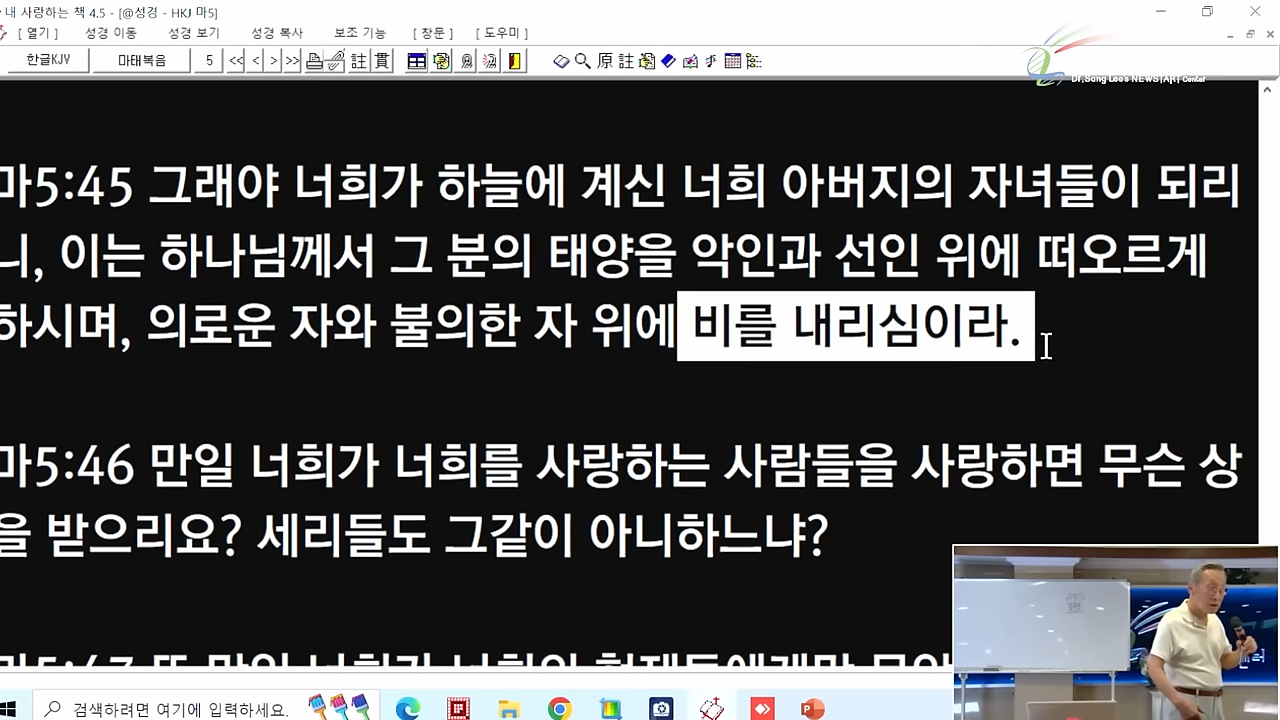 내 사랑하는 책 4.5 - [@성경 - HKJ 마5]
[ 열기 ] 성경 이동 성경 보기 성경 복사 보조 기능 [ 창문 ] [ 도우미 ]
한글KJV 마태복음 5 << < > >> 註 貫 原 註
Dr.Sang Lee's NEWSTART Center
마5:45 그래야 너희가 하늘에 계신 너희 아버지의 자녀들이 되리
니, 이는 하나님께서 그 분의 태양을 악인과 선인 위에 떠오르게
하시며, 의로운 자와 불의한 자 위에 비를 내리심이라.
마5:46 만일 너희가 너희를 사랑하는 사람들을 사랑하면 무슨 상
을 받으리요? 세리들도 그같이 아니하느냐?
검색하려면 여기에 입력하세요.